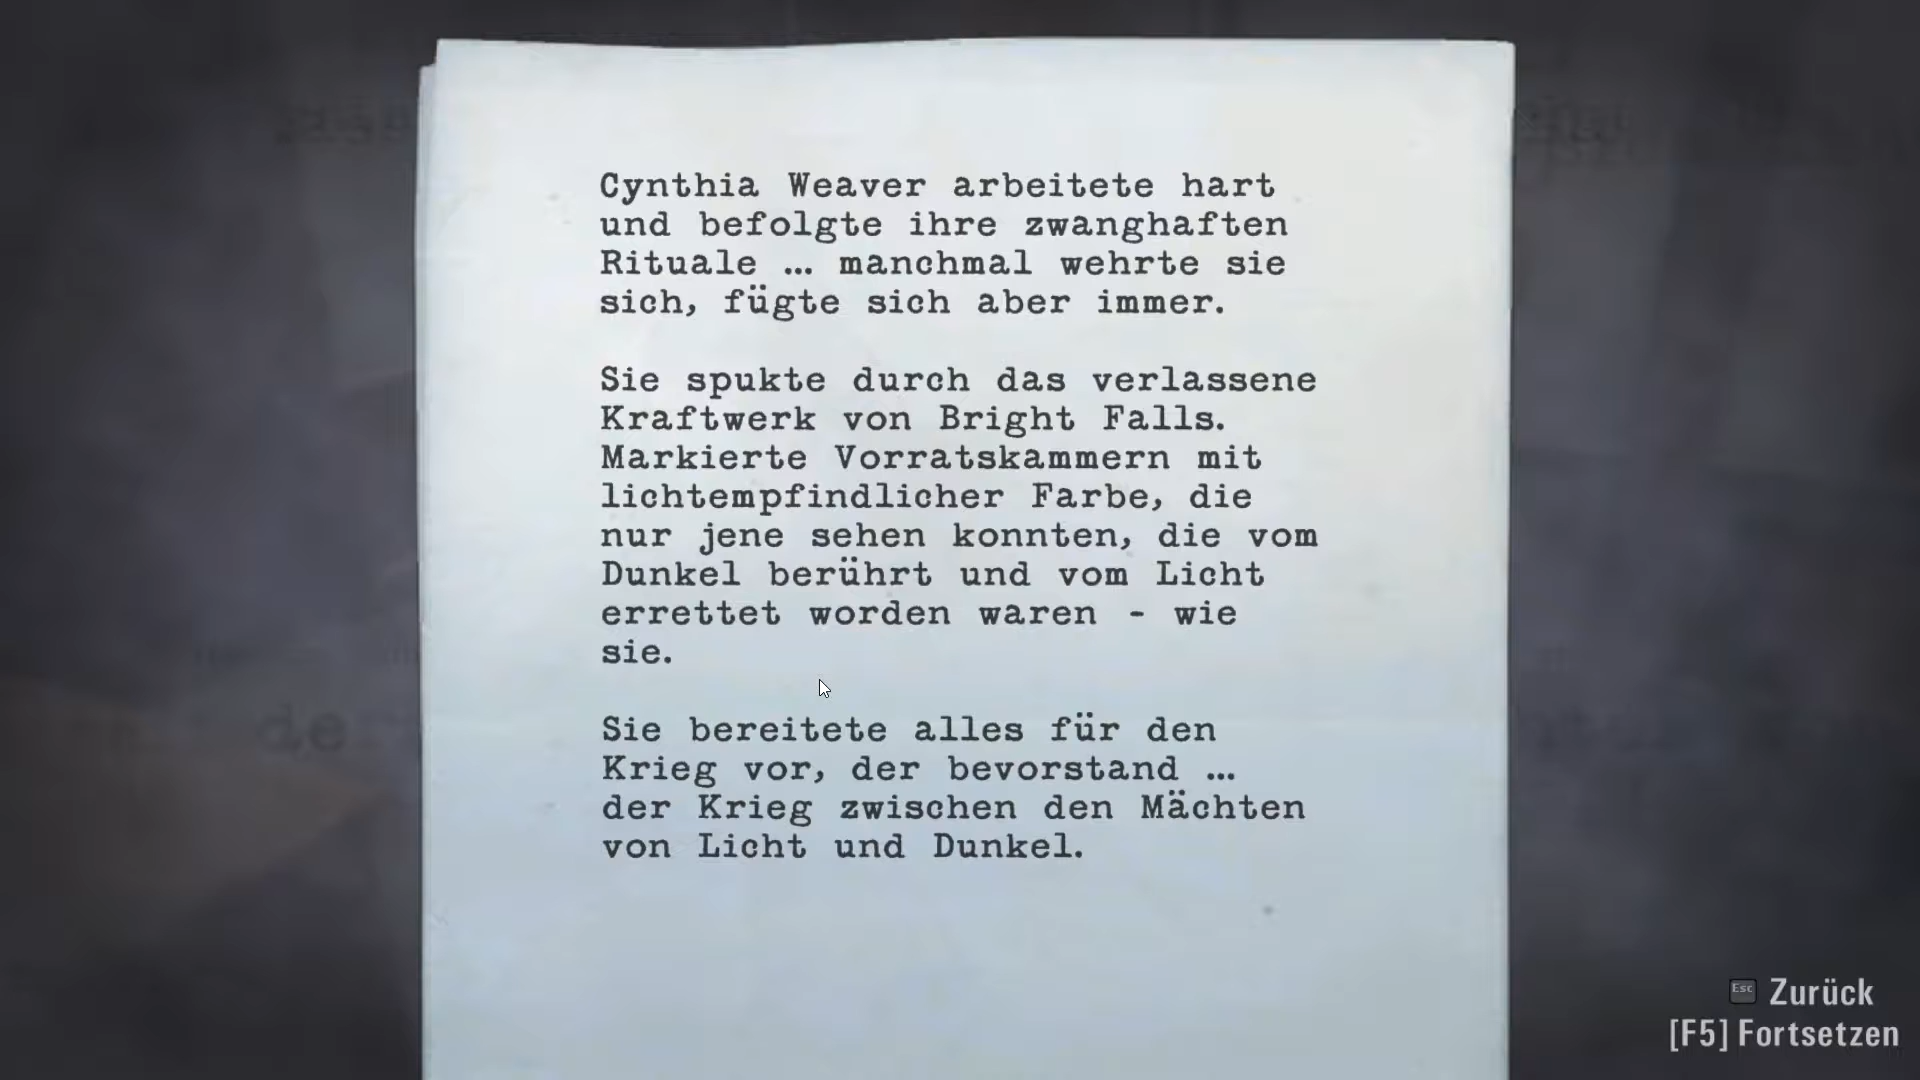 Cynthia Weaver arbeitete hart
und befolgte ihre zwanghaften
Rituale … manchmal wehrte sie
sich, fügte sich aber immer.
Sie spukte durch das verlassene
Kraftwerk von Bright Falls.
Markierte Vorratskammern mit
lichtempfindlicher Farbe, die
nur jene sehen konnten, die vom
Dunkel berührt und vom Licht
errettet worden waren - wie
sie.
Sie bereitete alles für den
Krieg vor, der bevorstand …
der Krieg zwischen den Mächten
von Licht und Dunkel.
Esc Zurück
[F5] Fortsetzen